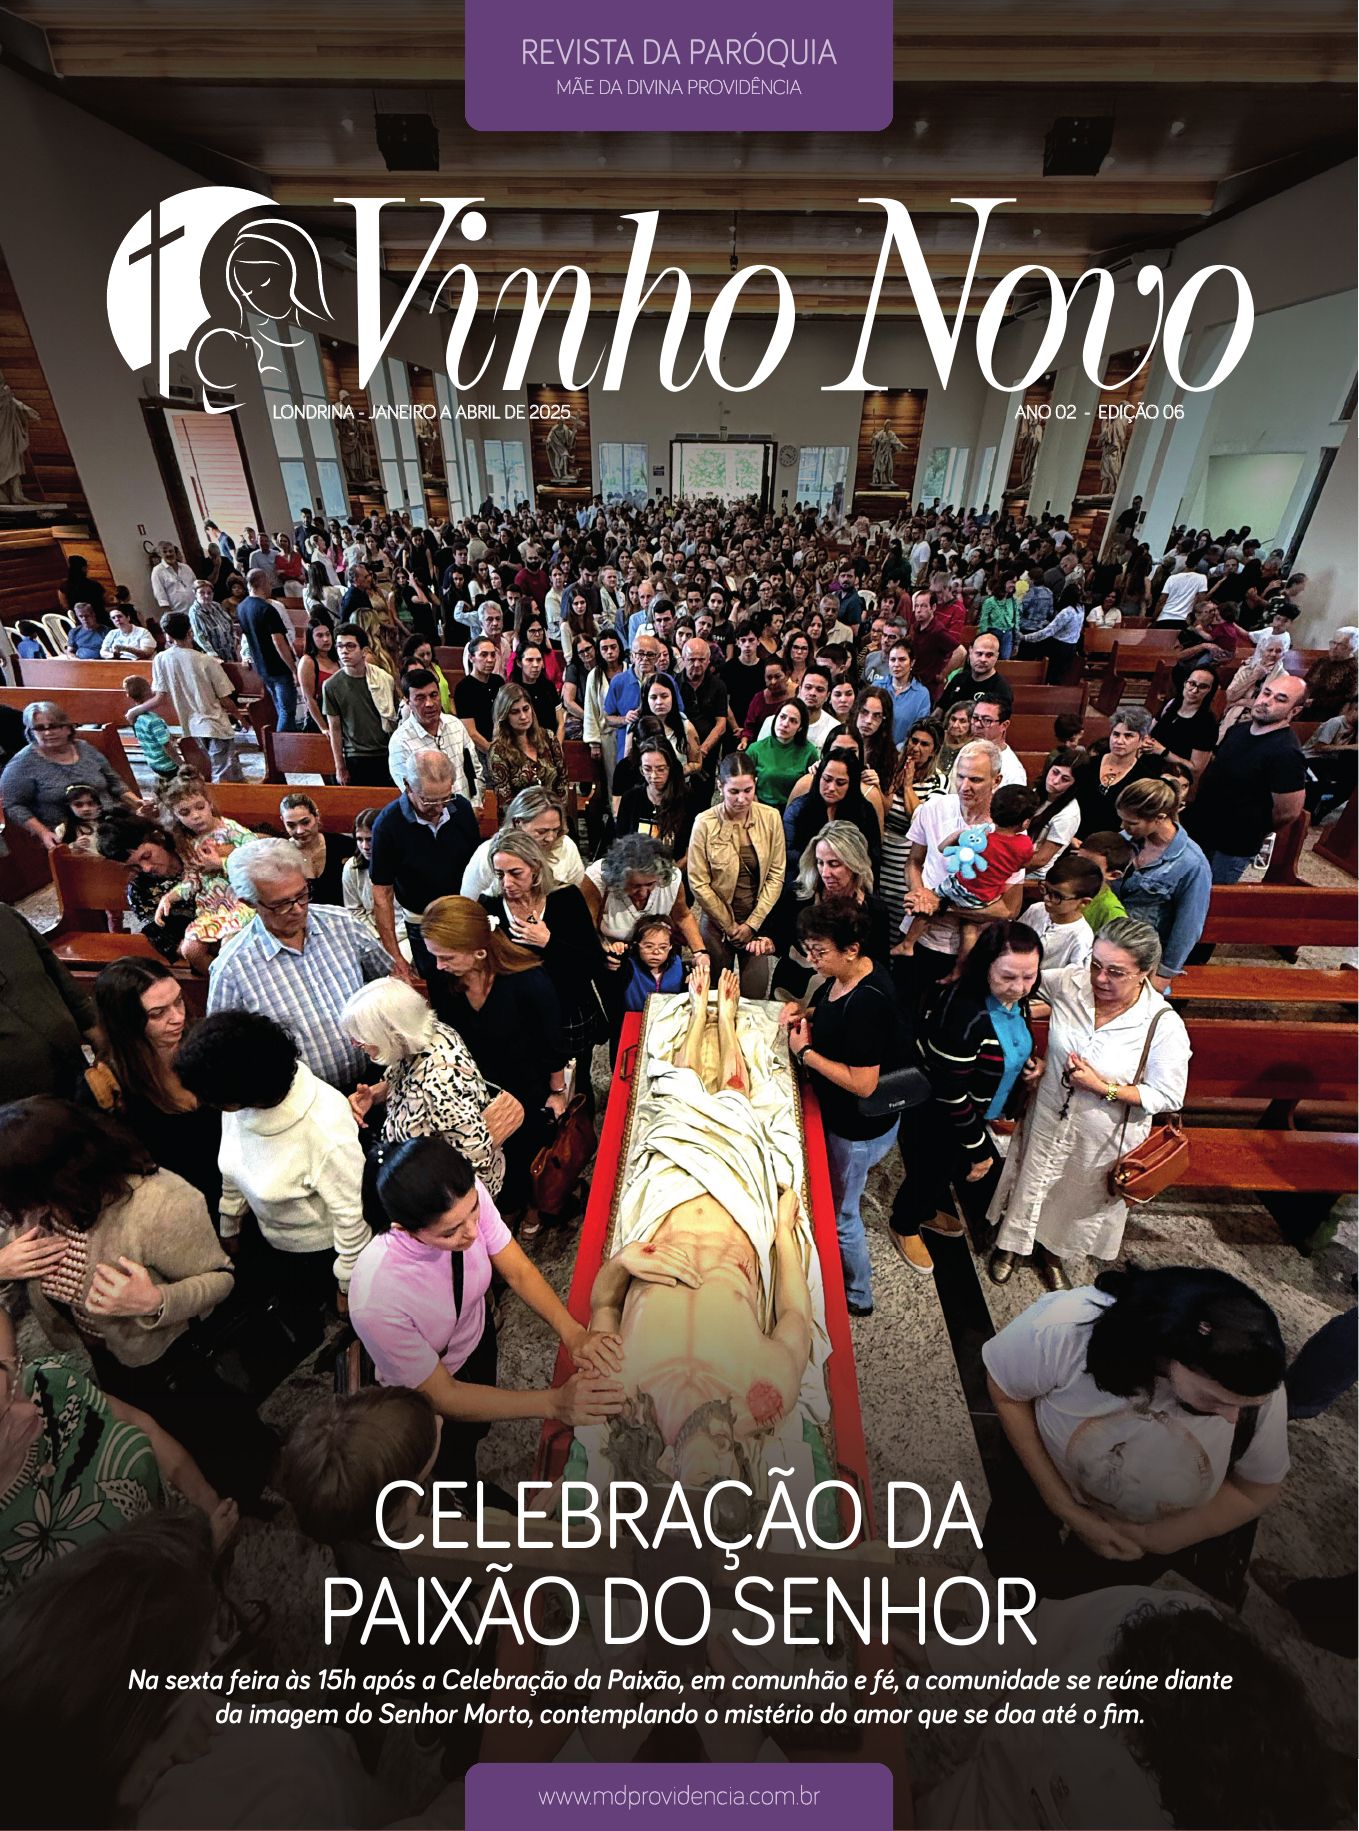 REVISTA DA PARÓQUIA
MÃE DA DIVINA PROVIDÊNCIA
Vinho Novo
LONDRINA - JANEIRO A ABRIL DE 2025
ANO 02 - EDIÇÃO 06
CELEBRAÇÃO DA
PAIXÃO DO SENHOR
Na sexta feira às 15h após a Celebração da Paixão, em comunhão e fé, a comunidade se reúne diante
da imagem do Senhor Morto, contemplando o mistério do amor que se doa até o fim.
www.mdprovidencia.com.br